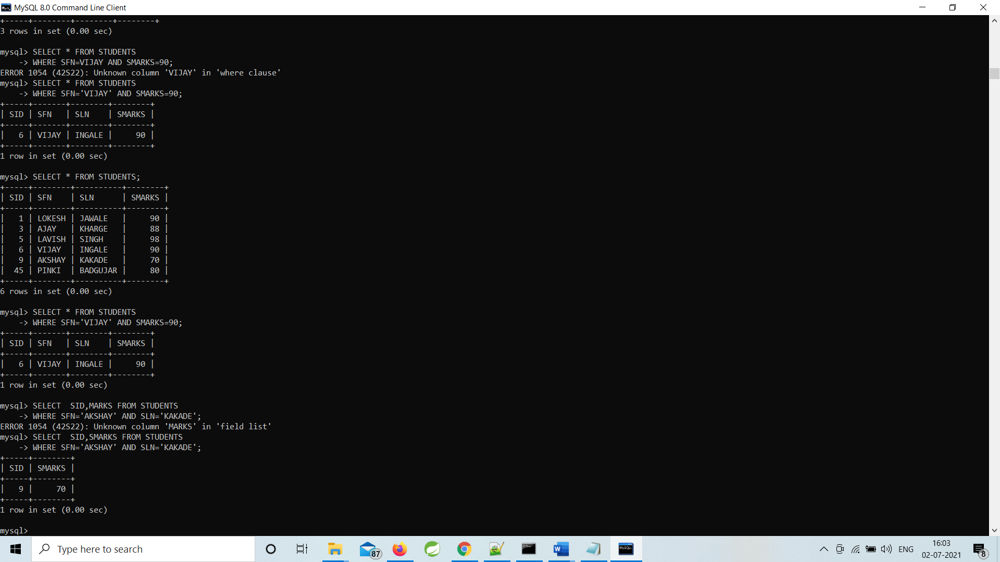 MySQL 8.0 Command Line Client
+-----+--------+--------+--------+
3 rows in set (0.00 sec)
mysql> SELECT * FROM STUDENTS
    -> WHERE SFN=VIJAY AND SMARKS=90;
ERROR 1054 (42S22): Unknown column 'VIJAY' in 'where clause'
mysql> SELECT * FROM STUDENTS
    -> WHERE SFN='VIJAY' AND SMARKS=90;
+-----+-------+--------+--------+
| SID | SFN   | SLN    | SMARKS |
+-----+-------+--------+--------+
|   6 | VIJAY | INGALE |     90 |
+-----+-------+--------+--------+
1 row in set (0.00 sec)
mysql> SELECT * FROM STUDENTS;
+-----+--------+----------+--------+
| SID | SFN    | SLN      | SMARKS |
+-----+--------+----------+--------+
|   1 | LOKESH | JAWALE   |     90 |
|   3 | AJAY   | KHARGE   |     88 |
|   5 | LAVISH | SINGH    |     98 |
|   6 | VIJAY  | INGALE   |     90 |
|   9 | AKSHAY | KAKADE   |     70 |
|  45 | PINKI  | BADGUJAR |     80 |
+-----+--------+----------+--------+
6 rows in set (0.00 sec)
mysql> SELECT * FROM STUDENTS
    -> WHERE SFN='VIJAY' AND SMARKS=90;
+-----+-------+--------+--------+
| SID | SFN   | SLN    | SMARKS |
+-----+-------+--------+--------+
|   6 | VIJAY | INGALE |     90 |
+-----+-------+--------+--------+
1 row in set (0.00 sec)
mysql> SELECT  SID,MARKS FROM STUDENTS
    -> WHERE SFN='AKSHAY' AND SLN='KAKADE';
ERROR 1054 (42S22): Unknown column 'MARKS' in 'field list'
mysql> SELECT  SID,SMARKS FROM STUDENTS
    -> WHERE SFN='AKSHAY' AND SLN='KAKADE';
+-----+--------+
| SID | SMARKS |
+-----+--------+
|   9 |     70 |
+-----+--------+
1 row in set (0.00 sec)
mysql>
Type here to search
87
ENG
16:03
02-07-2021
8